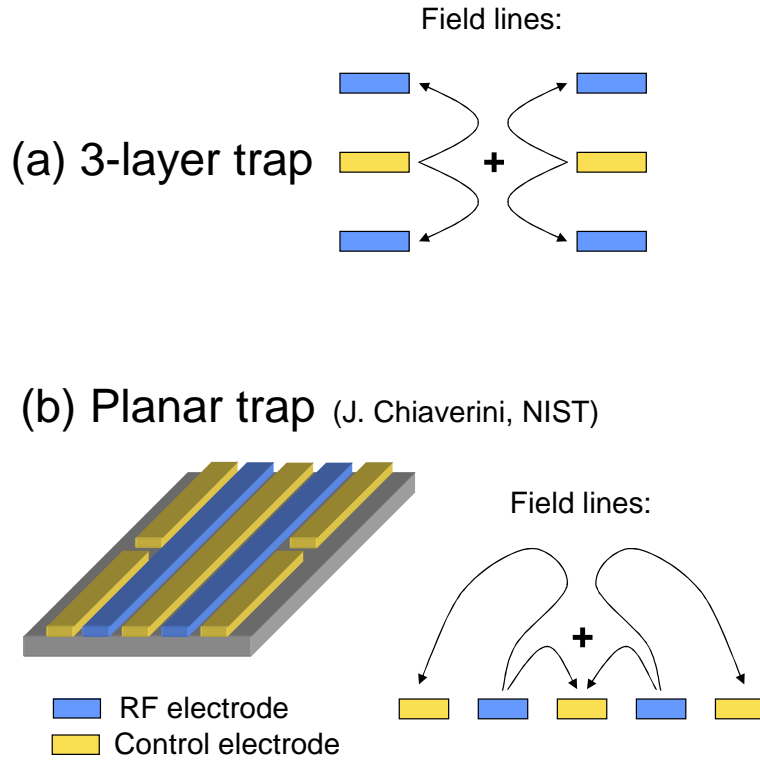 Field lines:
(a) 3-layer trap
+
(b) Planar trap (J. Chiaverini, NIST)
Field lines:
+
RF electrode
Control electrode